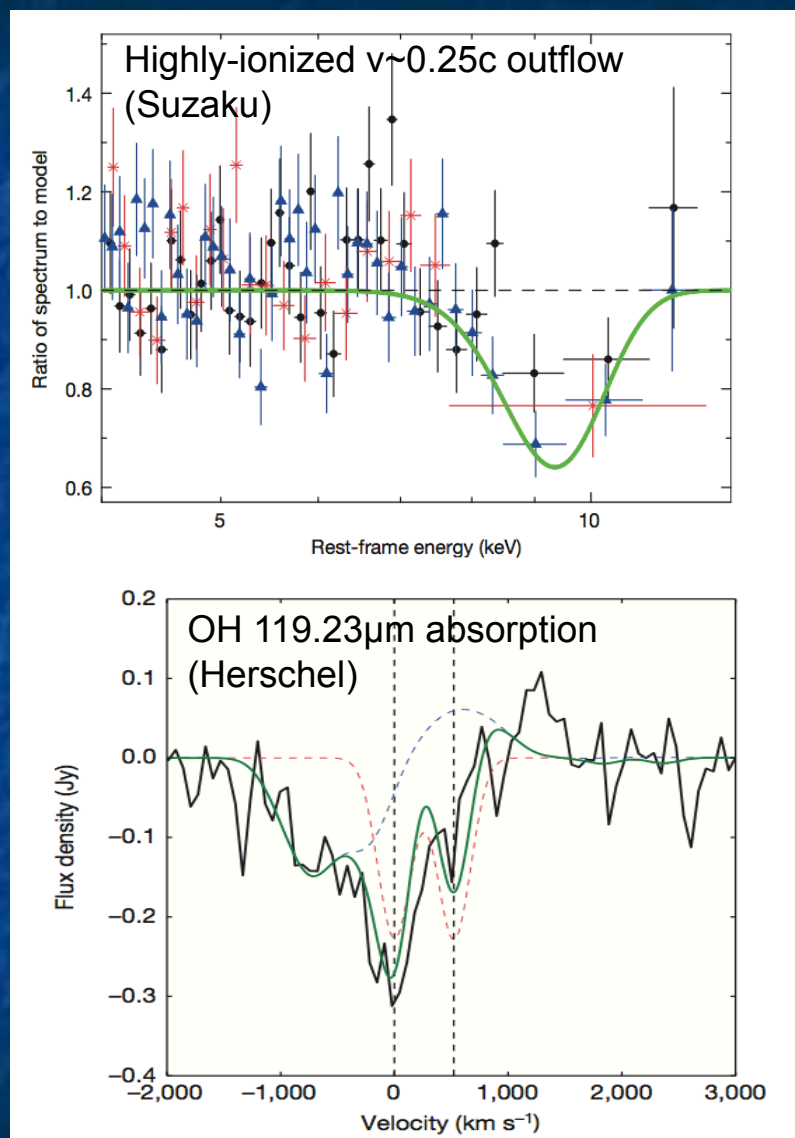 Highly-ionized v~0.25c outflow
(Suzaku)
1.4
1.2
1.0
0.8
0.6
Ratio of spectrum to model
5
10
Rest-frame energy (keV)
OH 119.23µm absorption
(Herschel)
0.2
0.1
0.0
−0.1
−0.2
−0.3
−0.4
Flux density (Jy)
−2,000
−1,000
0
1,000
2,000
3,000
Velocity (km s⁻¹)